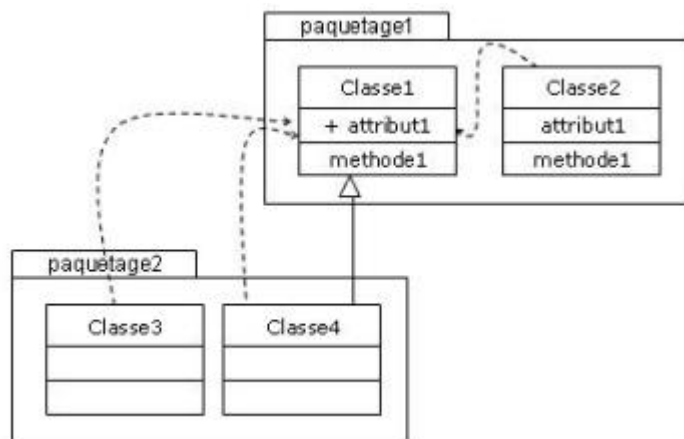 paquetage1
Classe1
+ attribut1
methode1
Classe2
attribut1
methode1
paquetage2
Classe3
Classe4